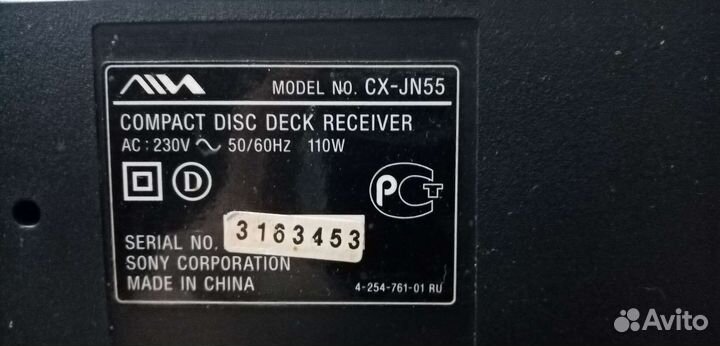 AIWA MODEL NO. CX-JN55
COMPACT DISC DECK RECEIVER
AC : 230V ~ 50/60HZ 110W
D
PCT
SERIAL NO. 3163453
SONY CORPORATION
MADE IN CHINA
4-254-761-01 RU
Avito